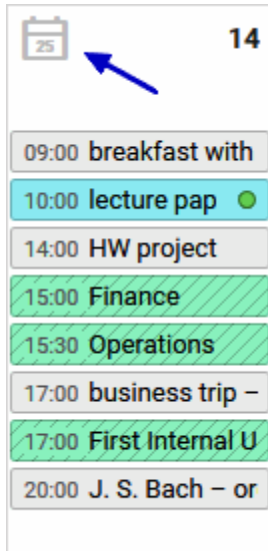 25
14
09:00 breakfast with
10:00 lecture pap
14:00 HW project
15:00 Finance
15:30 Operations
17:00 business trip –
17:00 First Internal U
20:00 J. S. Bach – or